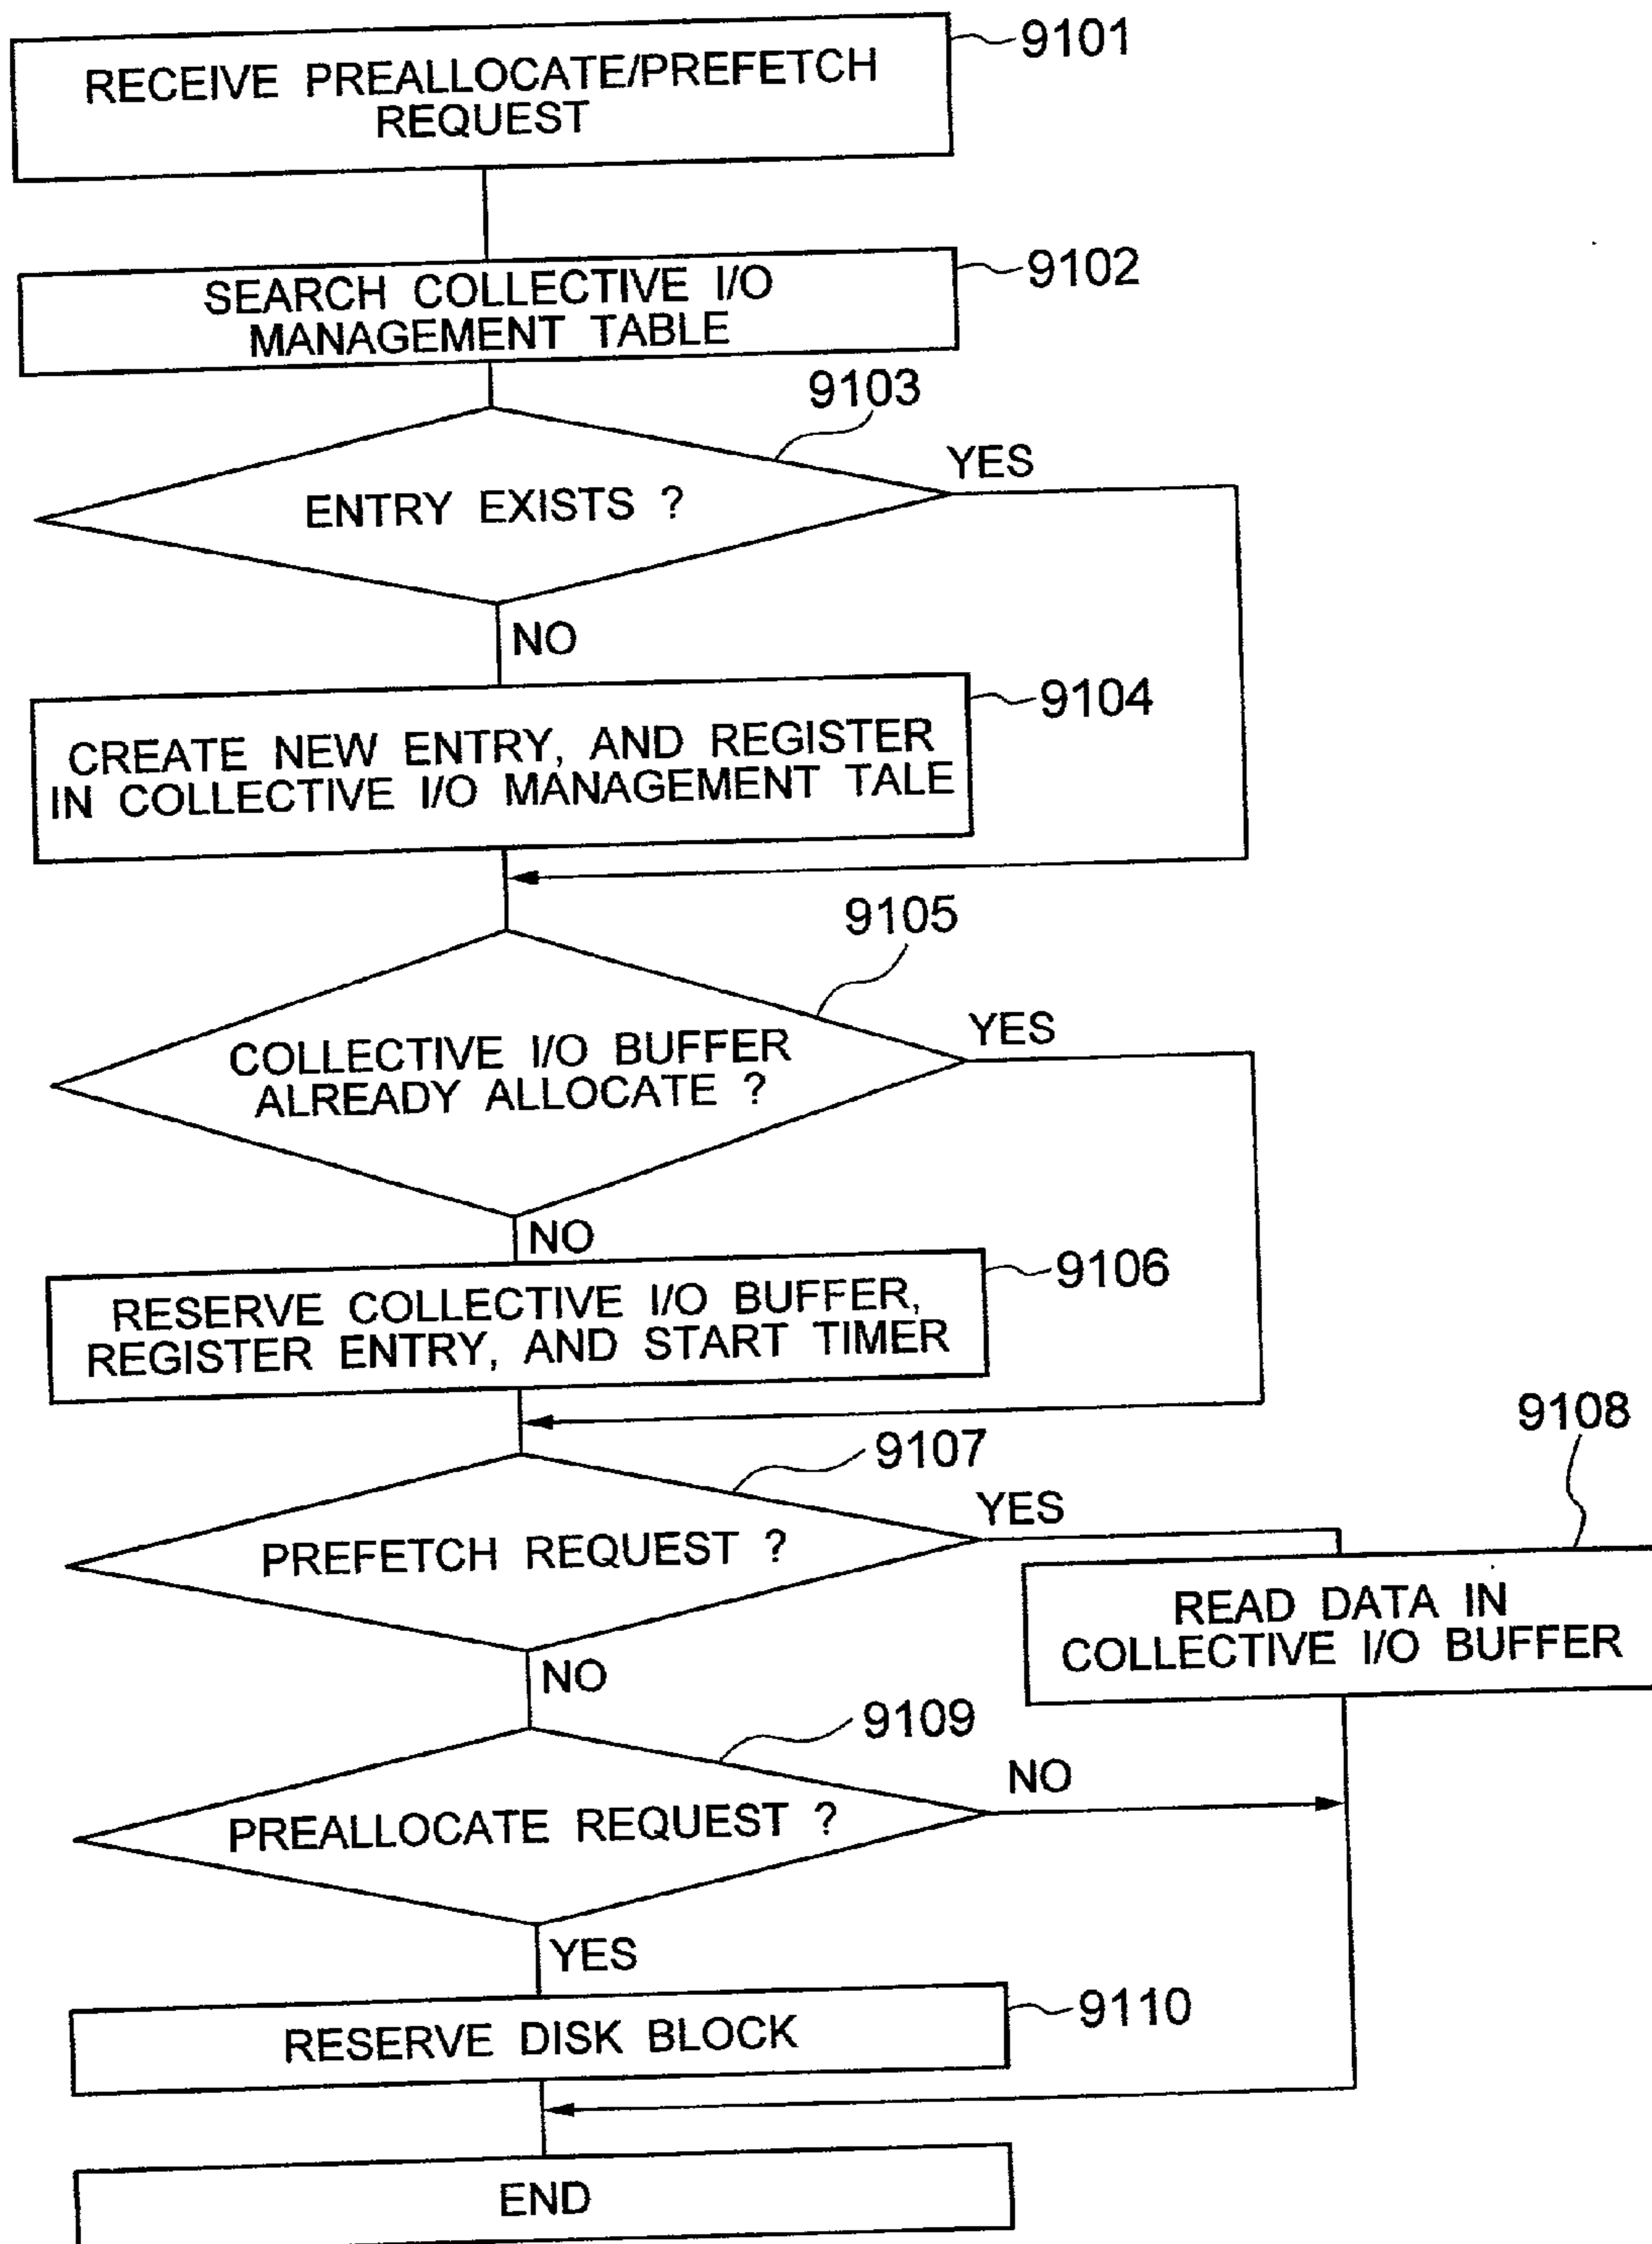 RECEIVE PREALLOCATE/PREFETCH
REQUEST
9101
SEARCH COLLECTIVE I/O
MANAGEMENT TABLE
9102
9103
ENTRY EXISTS ?
YES
NO
9104
CREATE NEW ENTRY, AND REGISTER
IN COLLECTIVE I/O MANAGEMENT TALE
9105
COLLECTIVE I/O BUFFER
ALREADY ALLOCATE ?
YES
NO
9106
RESERVE COLLECTIVE I/O BUFFER,
REGISTER ENTRY, AND START TIMER
9107
PREFETCH REQUEST ?
YES
9108
READ DATA IN
COLLECTIVE I/O BUFFER
NO
9109
PREALLOCATE REQUEST ?
NO
YES
9110
RESERVE DISK BLOCK
END